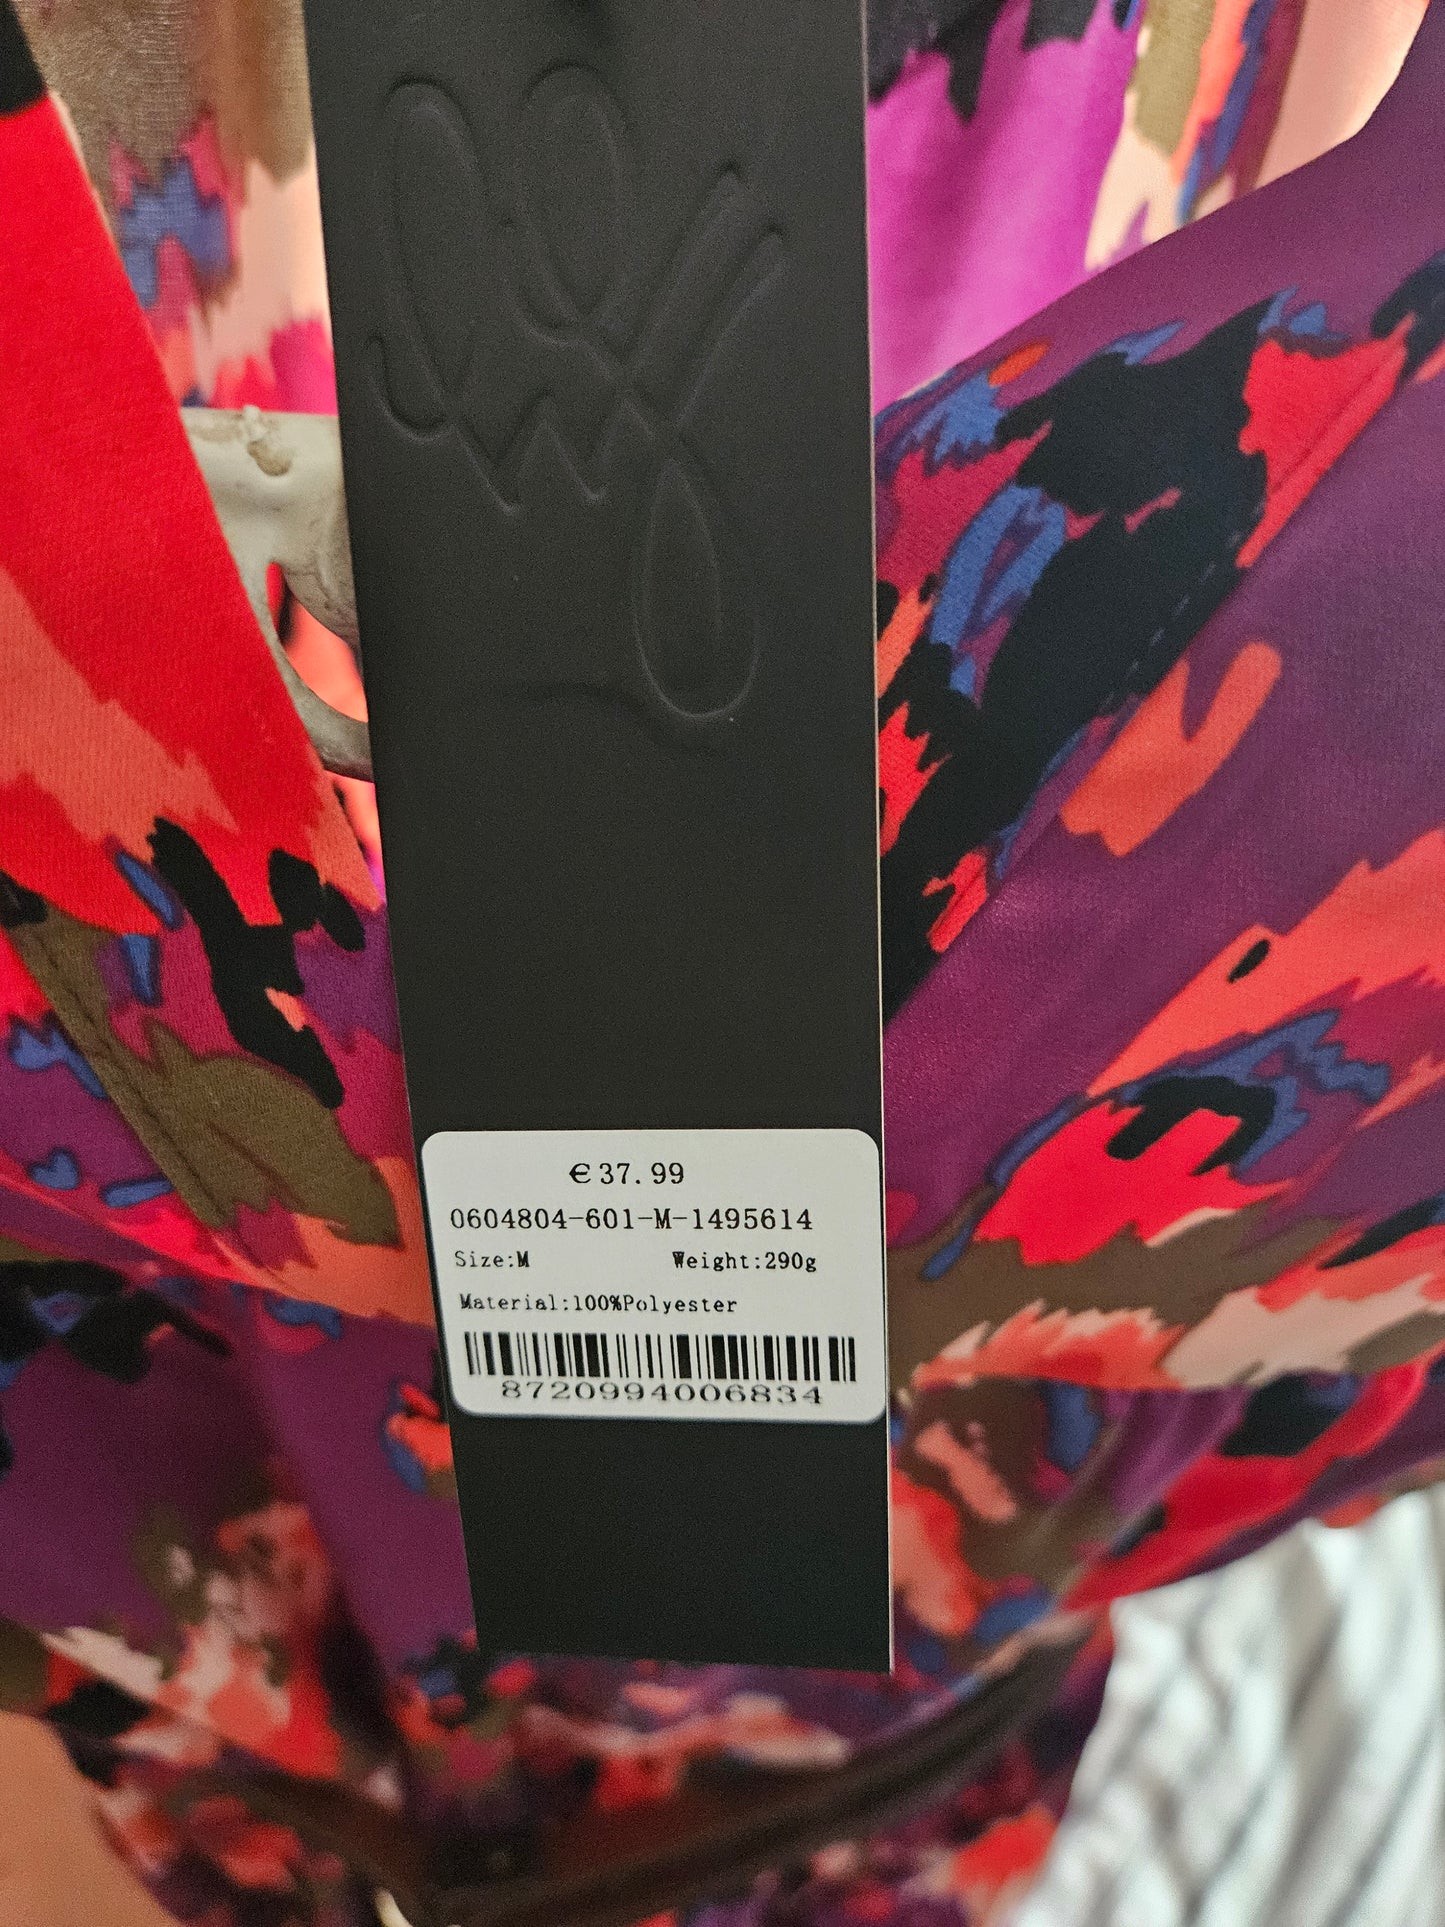 €37.99
0604804-601-M-1495614
Size:M Weight:290g
Material:100%Polyester
8720994006834